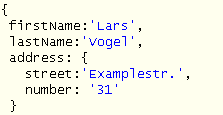 {
firstName:'Lars',
lastName:'Vogel',
address: {
street:'Examplestr.',
number: '31'
}